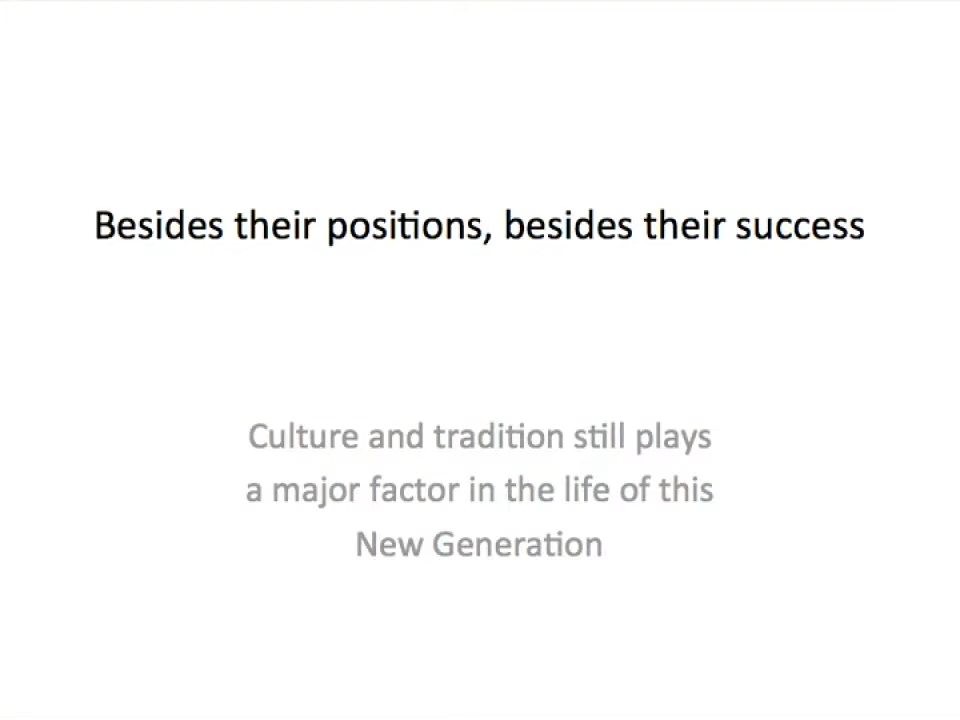 Besides their positions, besides their success
Culture and tradition still plays
a major factor in the life of this
New Generation